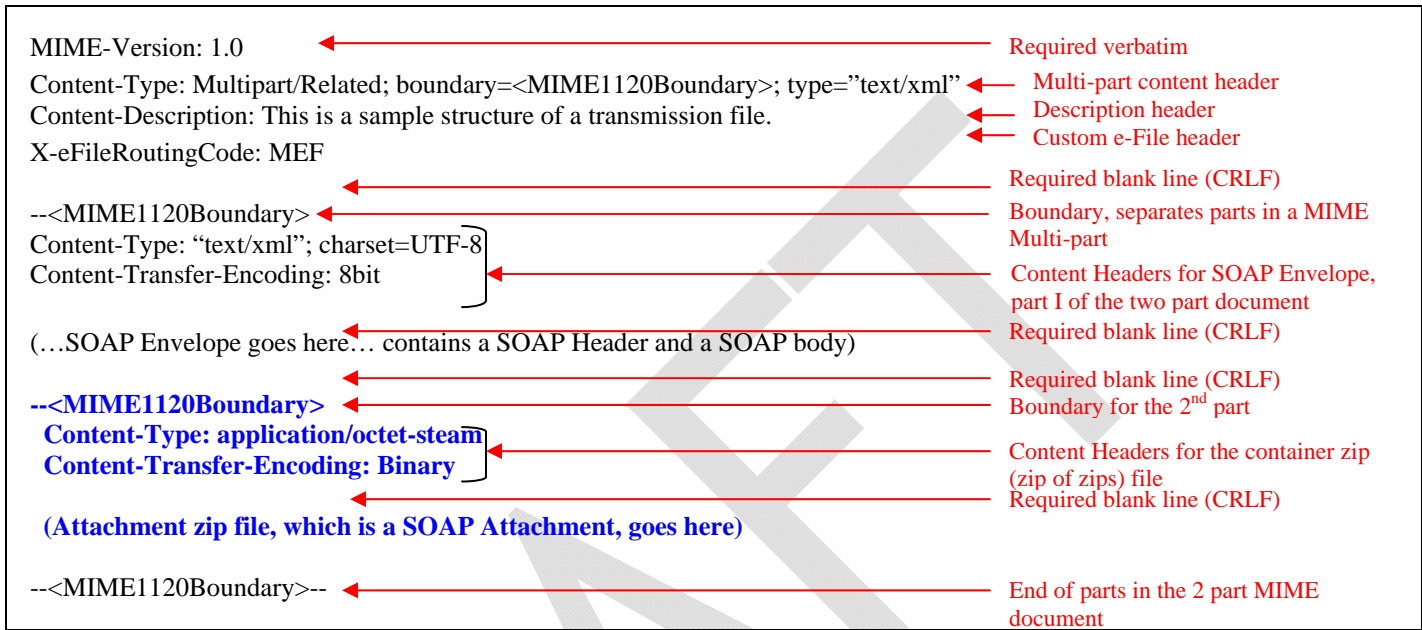 MIME-Version: 1.0
Required verbatim
Content-Type: Multipart/Related; boundary=<MIME1120Boundary>; type=”text/xml”
Multi-part content header
Content-Description: This is a sample structure of a transmission file.
Description header
Custom e-File header
X-eFileRoutingCode: MEF
Required blank line (CRLF)
--<MIME1120Boundary>
Boundary, separates parts in a MIME
Multi-part
Content-Type: “text/xml”; charset=UTF-8
Content-Transfer-Encoding: 8bit
Content Headers for SOAP Envelope,
part I of the two part document
(…SOAP Envelope goes here… contains a SOAP Header and a SOAP body)
Required blank line (CRLF)
Required blank line (CRLF)
--<MIME1120Boundary>
Boundary for the 2nd part
Content-Type: application/octet-steam
Content-Transfer-Encoding: Binary
Content Headers for the container zip
(zip of zips) file
Required blank line (CRLF)
(Attachment zip file, which is a SOAP Attachment, goes here)
--<MIME1120Boundary>--
End of parts in the 2 part MIME
document